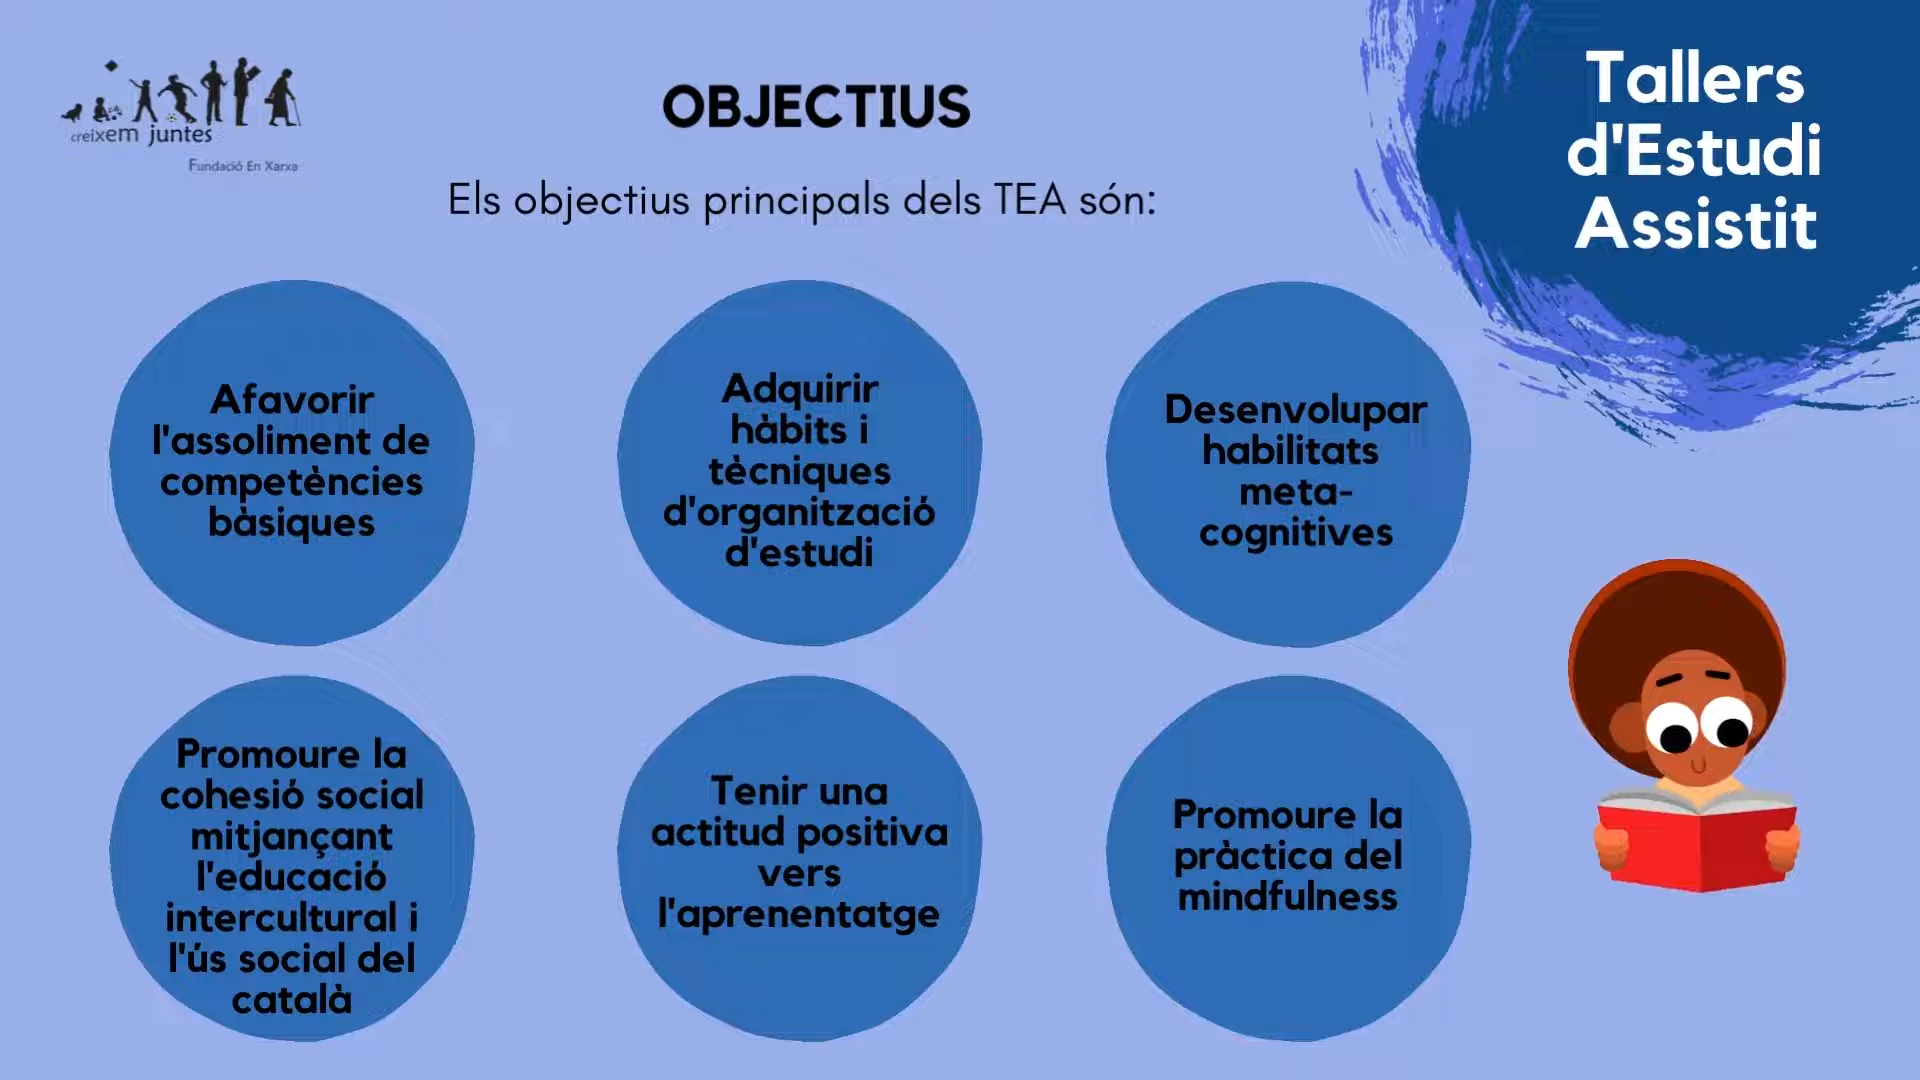 creixem juntes
Fundació En Xarxa
OBJECTIUS
Els objectius principals dels TEA són:
Tallers
d'Estudi
Assistit
Afavorir
l'assoliment de
competències
bàsiques
Adquirir
hàbits i
tècniques
d'organització
d'estudi
Desenvolupar
habilitats
meta-
cognitives
Promoure la
cohesió social
mitjançant
l'educació
intercultural i
l'ús social del
català
Tenir una
actitud positiva
vers
l'aprenentatge
Promoure la
pràctica del
mindfulness